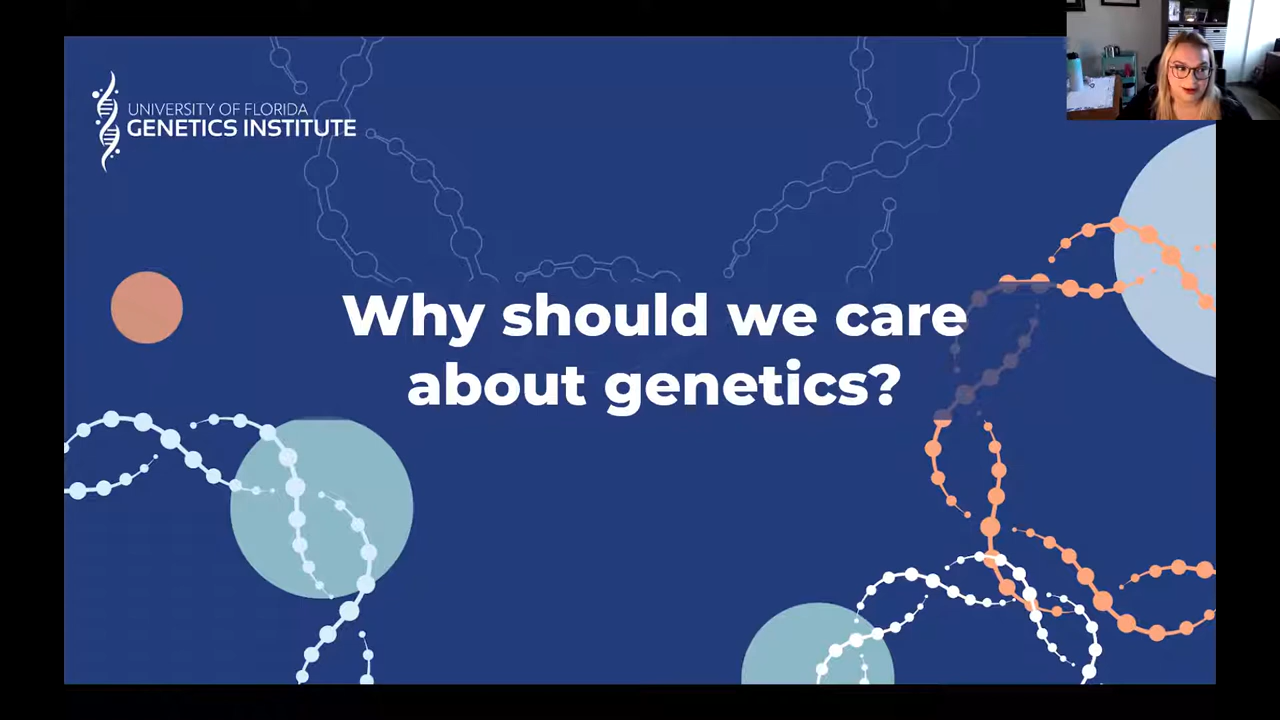 UNIVERSITY OF FLORIDA
GENETICS INSTITUTE
Why should we care
about genetics?